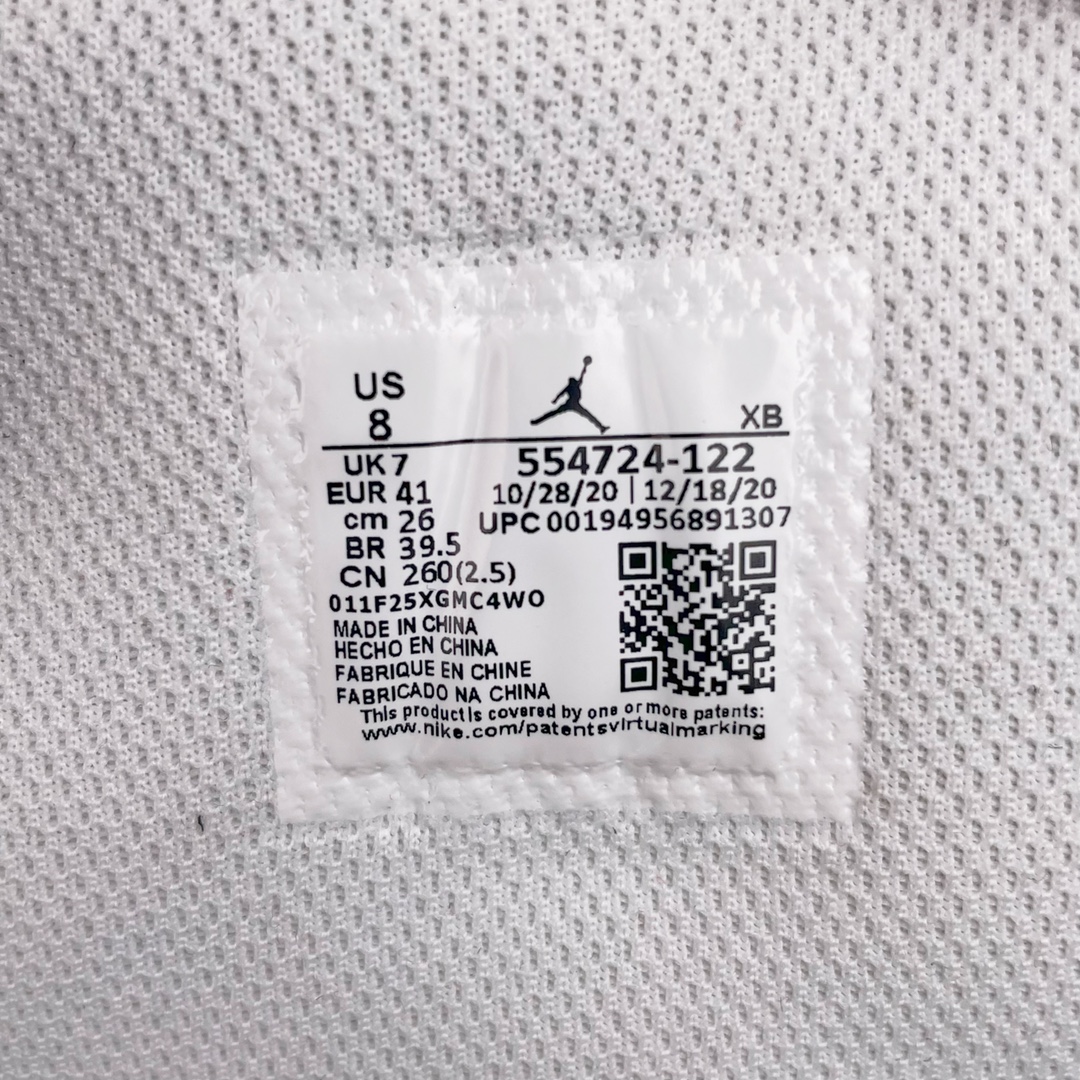 US
8
XB
UK 7
554724-122
EUR 41
10/28/20 | 12/18/20
cm 26
UPC 00194956891307
BR 39.5
CN 260(2.5)
011F25XGMC4WO
MADE IN CHINA
HECHO EN CHINA
FABRIQUE EN CHINE
FABRICADO NA CHINA
This product is covered by one or more patents:
www.nike.com/patentsvirtualmarking